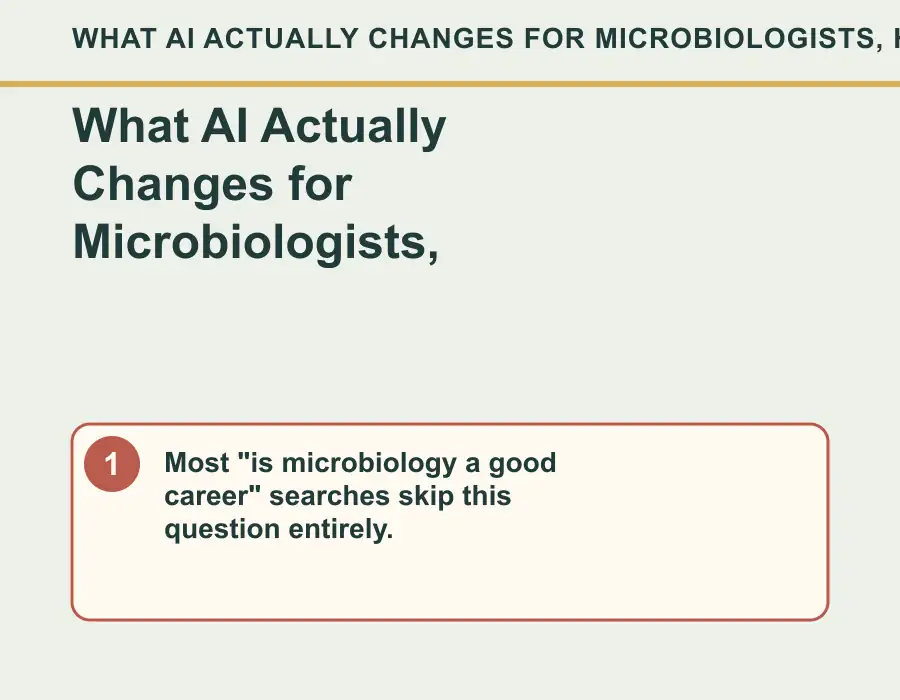 WHAT AI ACTUALLY CHANGES FOR MICROBIOLOGISTS,
What AI Actually
Changes for
Microbiologists,
1
Most "is microbiology a good
career" searches skip this
question entirely.